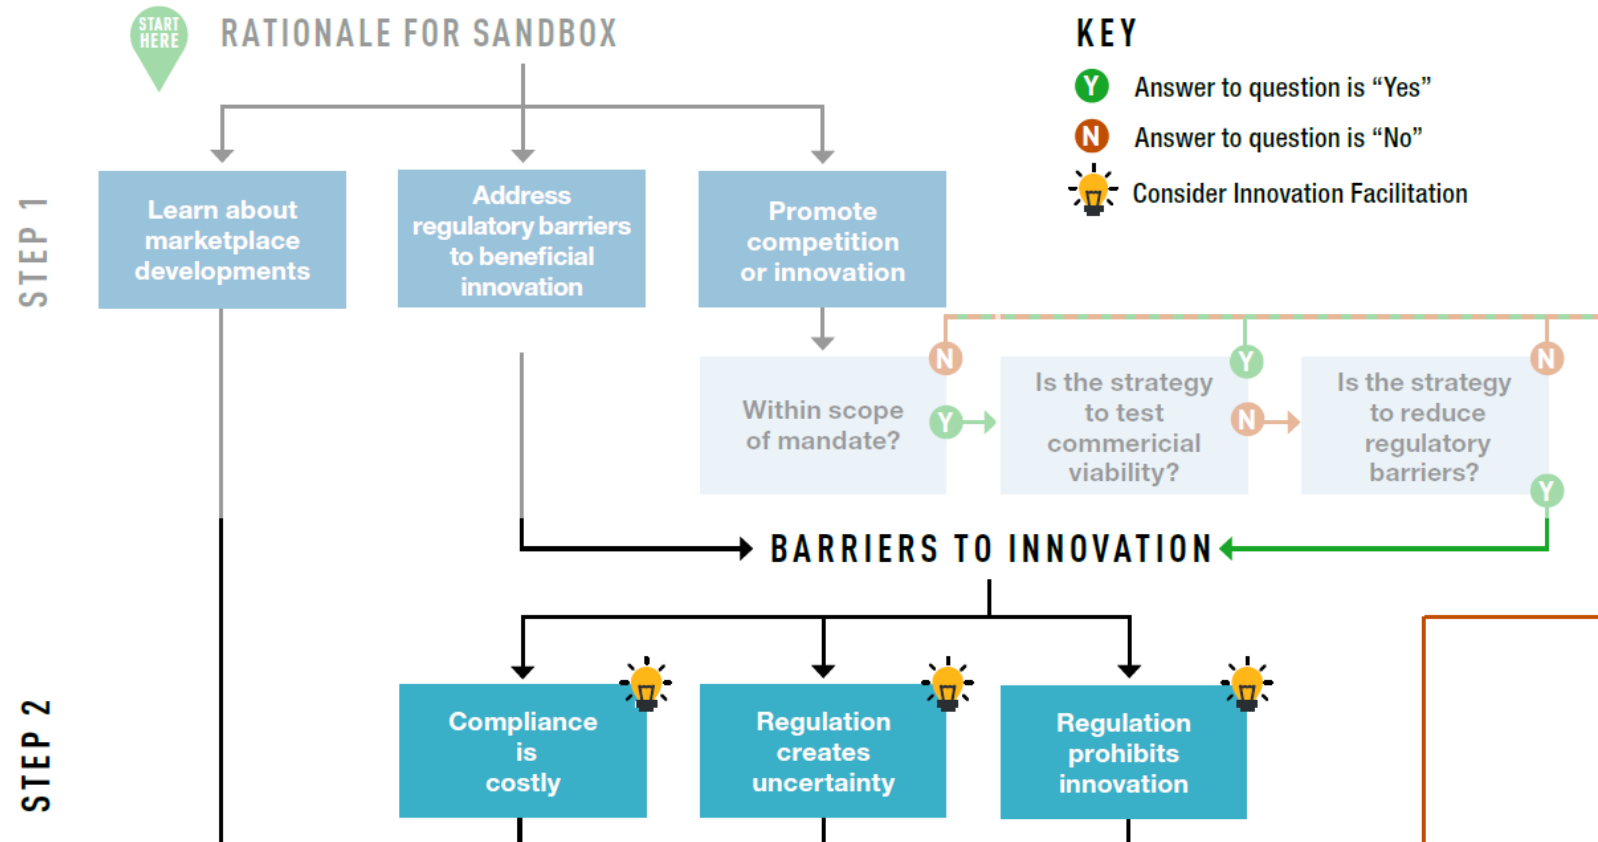 START
HERE
RATIONALE FOR SANDBOX
KEY
Y
Answer to question is “Yes”
N
Answer to question is “No”
Consider Innovation Facilitation
STEP 1
Learn about
marketplace
developments
Address
regulatory barriers
to beneficial
innovation
Promote
competition
or innovation
Within scope
of mandate?
N
Y
Is the strategy
to test
commericial
viability?
Y
N
Is the strategy
to reduce
regulatory
barriers?
N
Y
BARRIERS TO INNOVATION
STEP 2
Compliance
is
costly
Regulation
creates
uncertainty
Regulation
prohibits
innovation